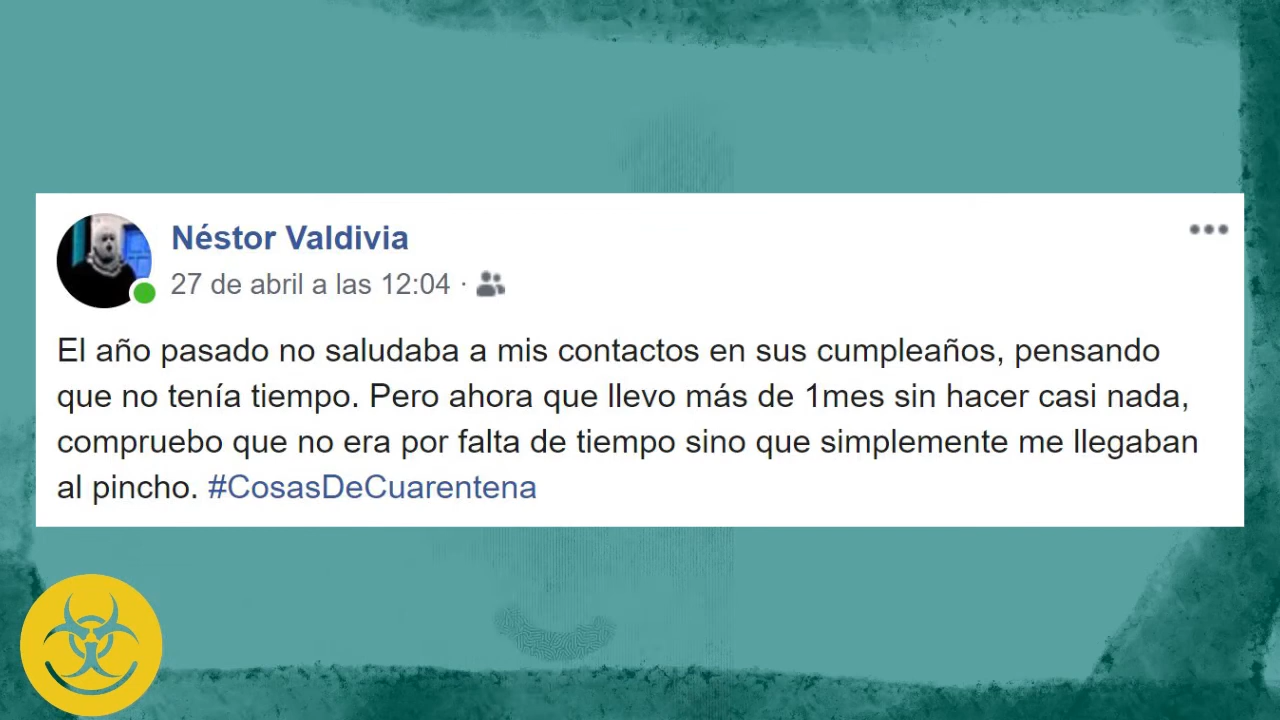 Néstor Valdivia
27 de abril a las 12:04 ·
El año pasado no saludaba a mis contactos en sus cumpleaños, pensando
que no tenía tiempo. Pero ahora que llevo más de 1mes sin hacer casi nada,
compruebo que no era por falta de tiempo sino que simplemente me llegaban
al pincho. #CosasDeCuarentena